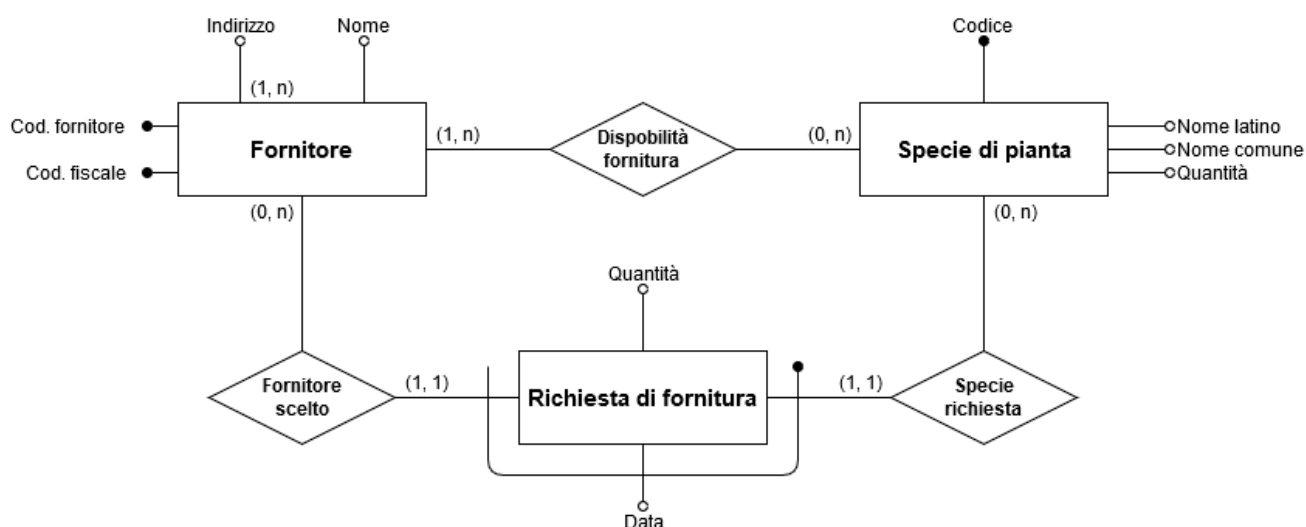 Indirizzo
Nome
Codice
(1, n)
Cod. fornitore
Cod. fiscale
Fornitore
(1, n)
Dispobilità
fornitura
(0, n)
Specie di pianta
Nome latino
Nome comune
Quantità
(0, n)
(0, n)
Quantità
Fornitore
scelto
(1, 1)
Richiesta di fornitura
(1, 1)
Specie
richiesta
Data